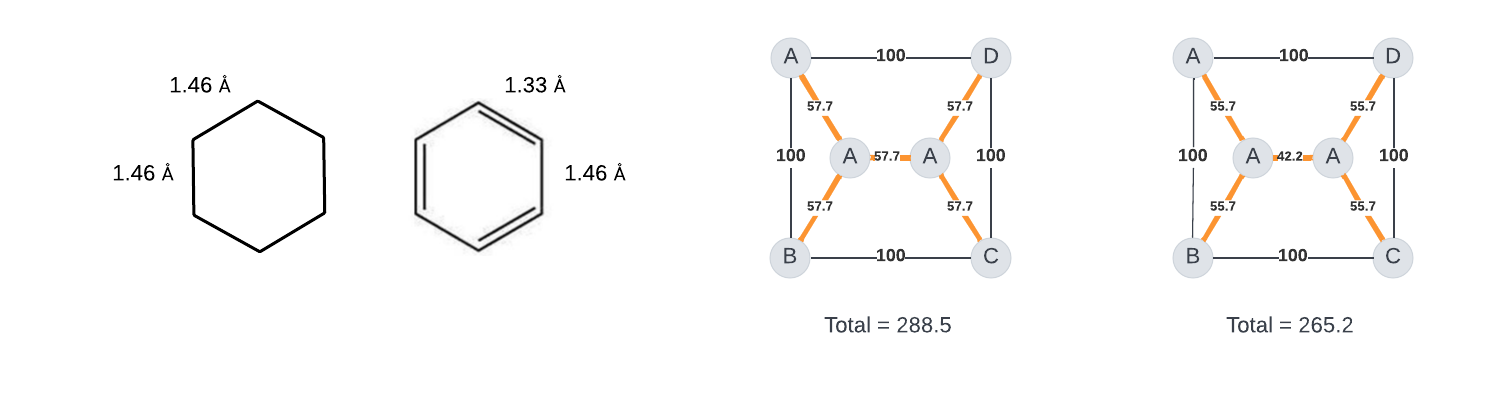 1.46 Å
1.46 Å
1.33 Å
1.46 Å
A
100
D
57.7
57.7
100
A
57.7
A
100
57.7
57.7
B
100
C
Total = 288.5
A
100
D
55.7
55.7
100
A
42.2
A
100
55.7
55.7
B
100
C
Total = 265.2